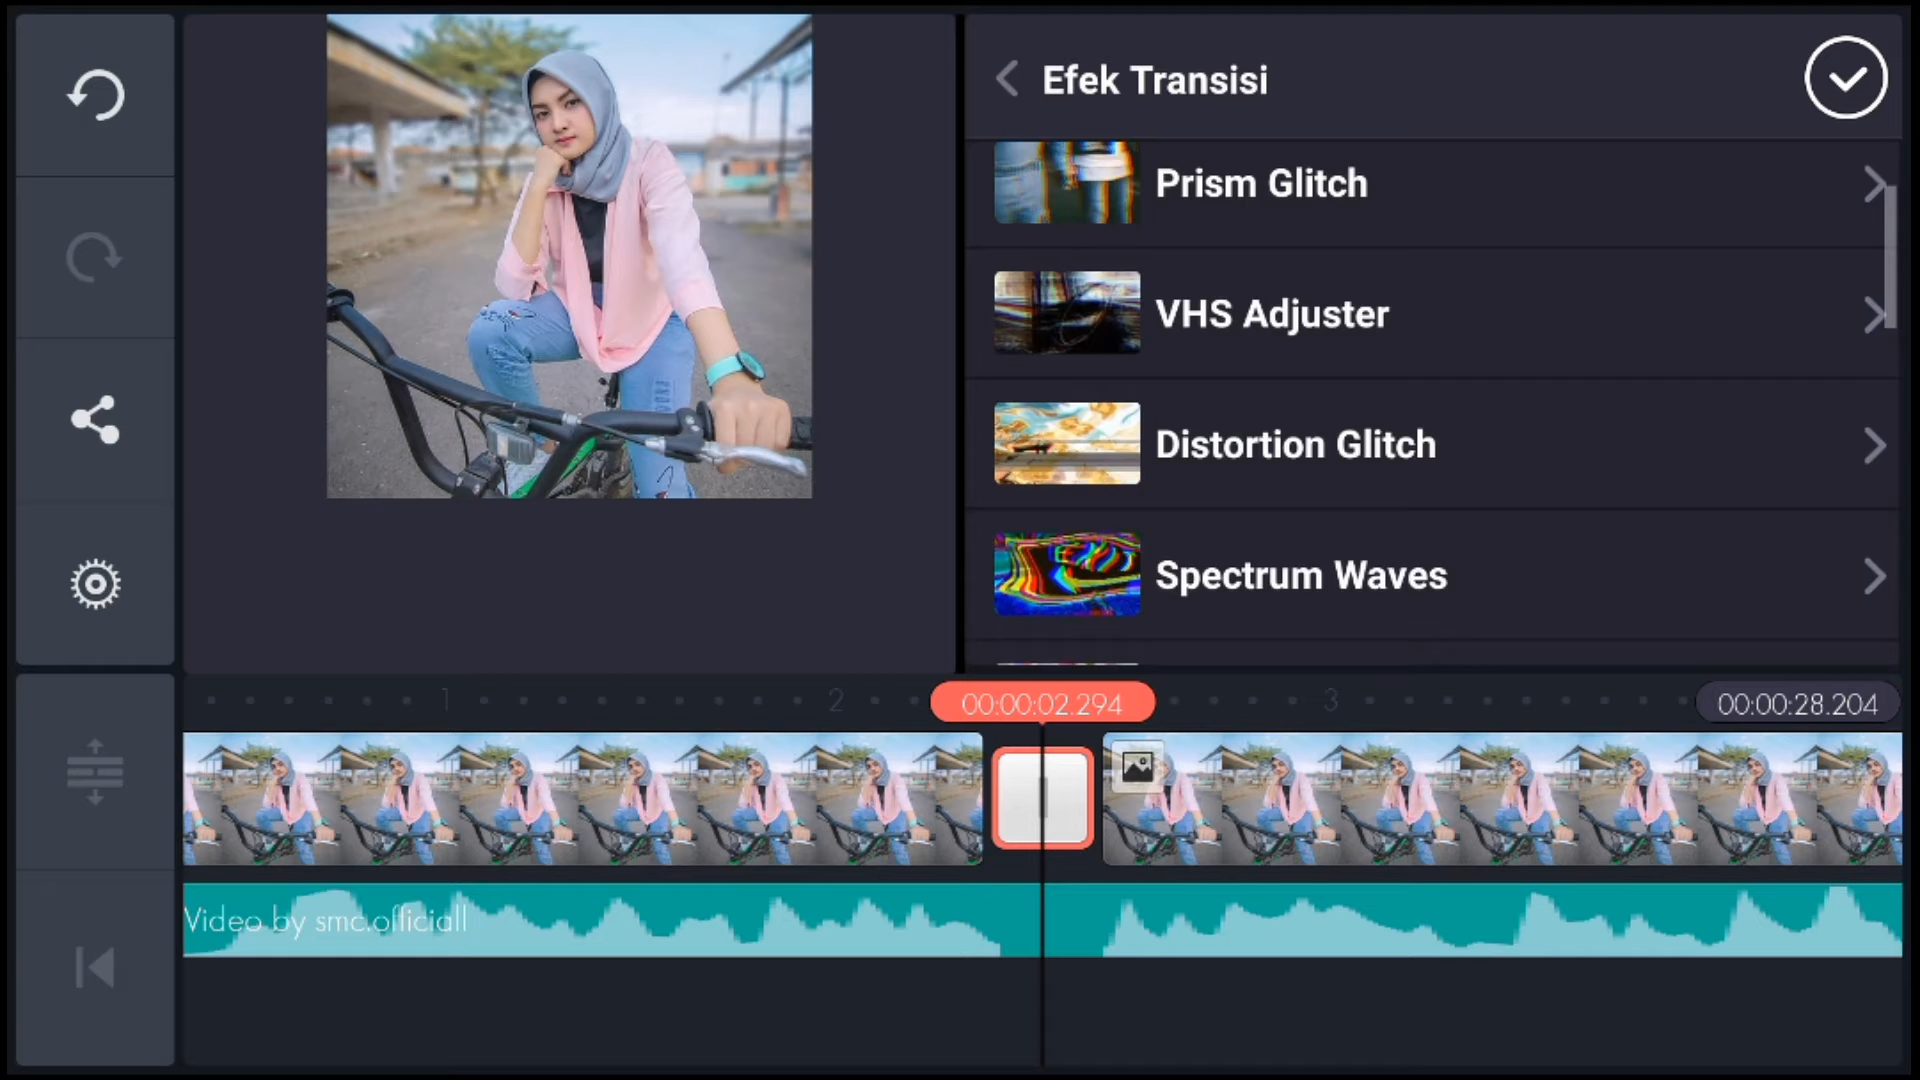 Efek Transisi
Prism Glitch
VHS Adjuster
Distortion Glitch
Spectrum Waves
1
2
00:00:02.294
3
00:00:28.204
Video by smc.officiall